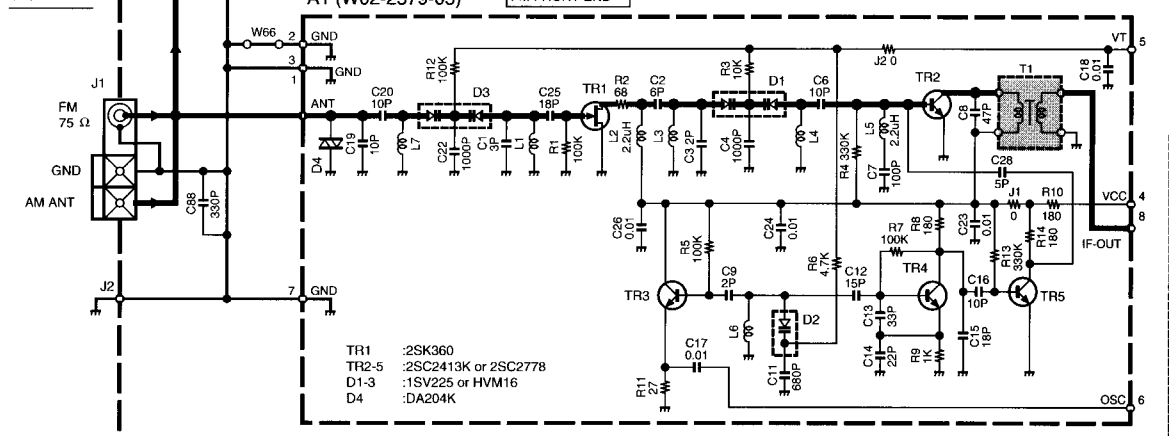 W66
2
GND
3
1
GND
J1
FM
75 Ω
ANT
GND
AM ANT
C88
330P
J2
7
GND
D4
C19
10P
C20
10P
L7
R12
100K
D3
C22
1000P
C1
3P
L1
C25
18P
R1
100K
TR1
R2
68
L2
2.2uH
C2
6P
L3
C3 2P
R3
10K
D1
C4
1000P
L4
C6
10P
R4 330K
L5
2.2uH
C7
100P
J2 0
TR2
C8
47P
T1
C18
0.01
VT
5
C28
5P
VCC
4
8
IF-OUT
J1
0
R10
180
C26
0.01
R5
100K
C24
0.01
R6
4.7K
R7
100K
R8
180
C23
0.01
R13
330K
R14
180
TR3
C9
2P
L6
D2
C11
680P
C12
15P
TR4
C13
33P
C14
22P
R9
1K
C15
18P
C16
10P
TR5
C17
0.01
R11
27
OSC
6
TR1 :2SK360
TR2-5 :2SC2413K or 2SC2778
D1-3 :1SV225 or HVM16
D4 :DA204K